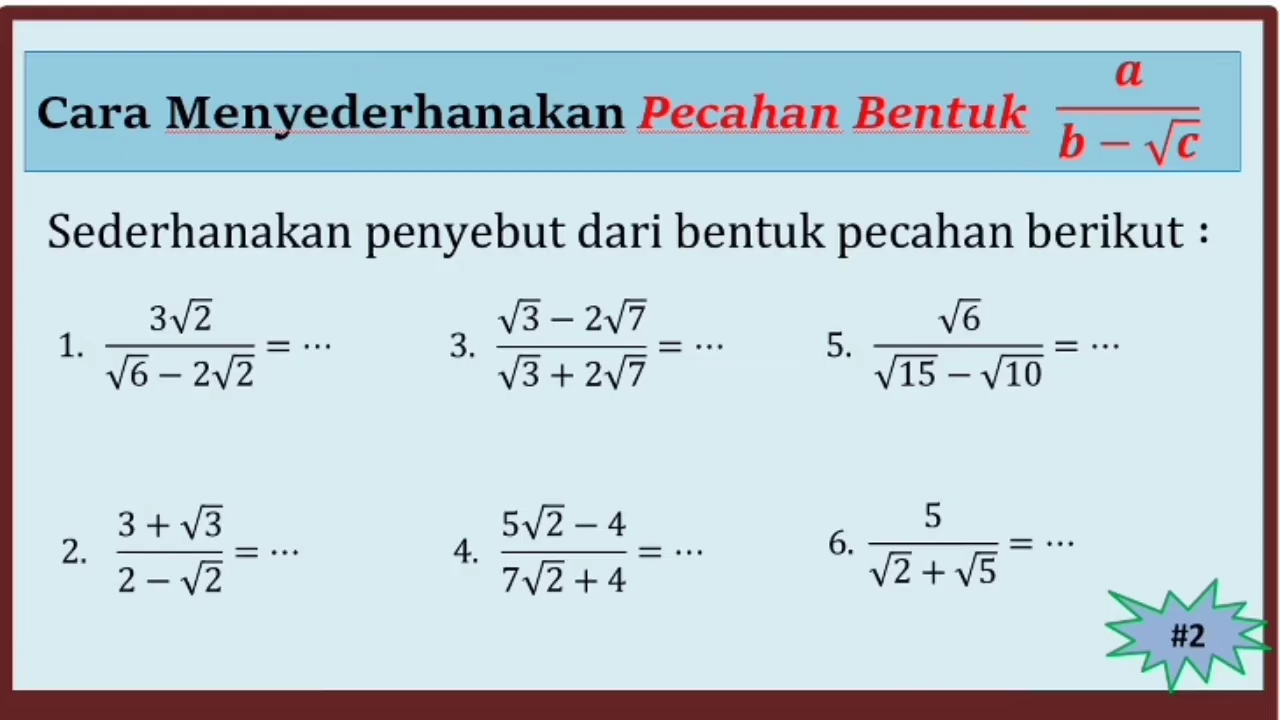 Cara Menyederhanakan Pecahan Bentuk a / (b − √c)
Sederhanakan penyebut dari bentuk pecahan berikut :
1. 3√2 / (√6 − 2√2) = ⋯
3. (√3 − 2√7) / (√3 + 2√7) = ⋯
5. √6 / (√15 − √10) = ⋯
2. (3 + √3) / (2 − √2) = ⋯
4. (5√2 − 4) / (7√2 + 4) = ⋯
6. 5 / (√2 + √5) = ⋯
#2